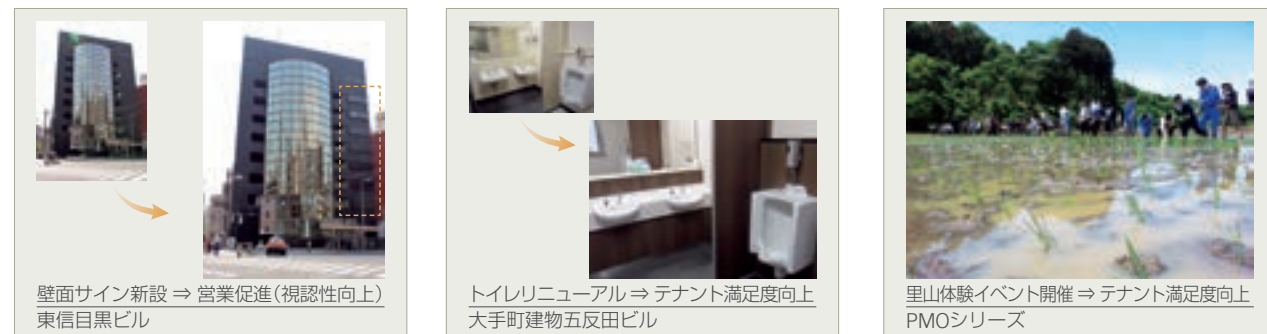 壁面サイン新設 ⇒ 営業促進(視認性向上)
東信目黒ビル
トイレリニューアル ⇒ テナント満足度向上
大手町建物五反田ビル
里山体験イベント開催 ⇒ テナント満足度向上
PMOシリーズ